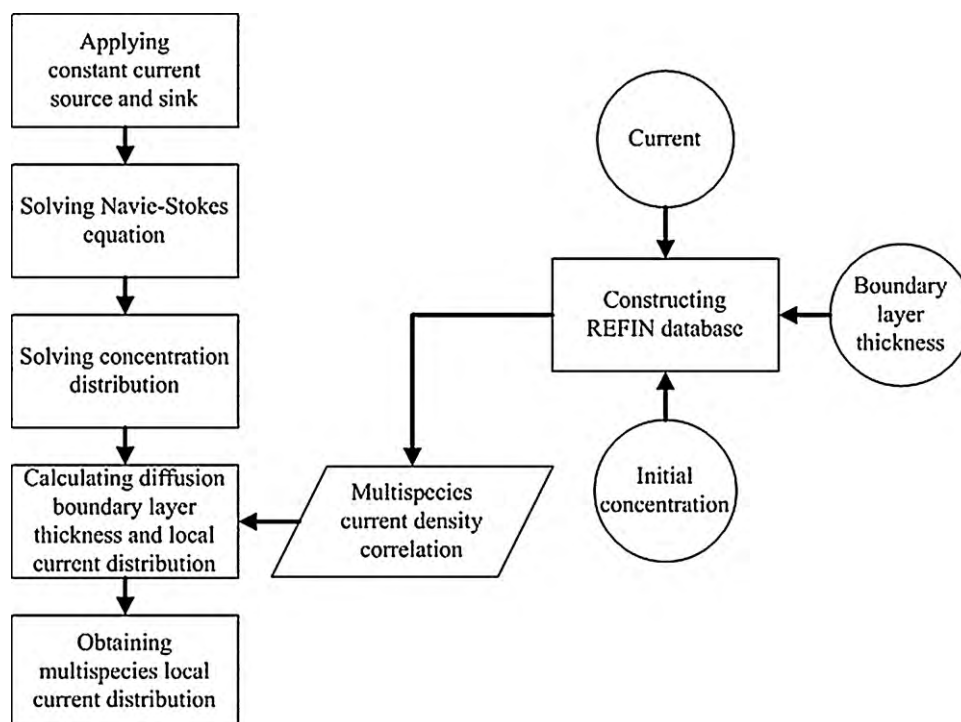 Applying
constant current
source and sink
Solving Navie-Stokes
equation
Solving concentration
distribution
Calculating diffusion
boundary layer
thickness and local
current distribution
Obtaining
multispecies local
current distribution
Multispecies
current density
correlation
Current
Constructing
REFIN database
Boundary
layer
thickness
Initial
concentration